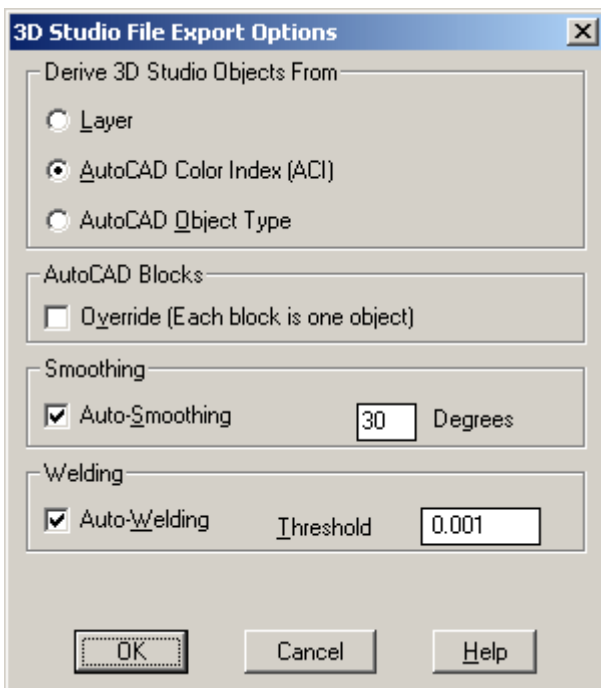 3D Studio File Export Options
Derive 3D Studio Objects From
Layer
AutoCAD Color Index (ACI)
AutoCAD Object Type
AutoCAD Blocks
Override (Each block is one object)
Smoothing
Auto-Smoothing 30 Degrees
Welding
Auto-Welding Threshold 0.001
OK Cancel Help